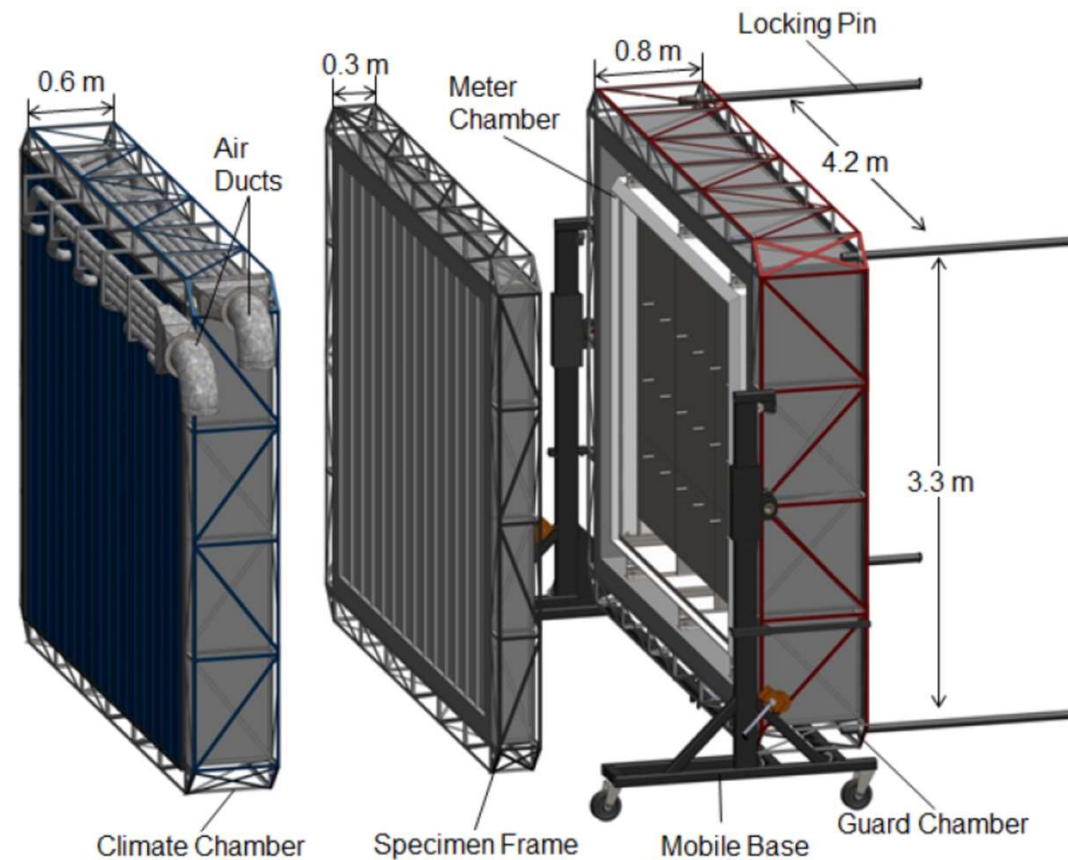 Locking Pin
0.8 m
0.6 m
0.3 m
Meter
Chamber
Air
Ducts
4.2 m
3.3 m
Climate Chamber
Specimen Frame
Mobile Base
Guard Chamber